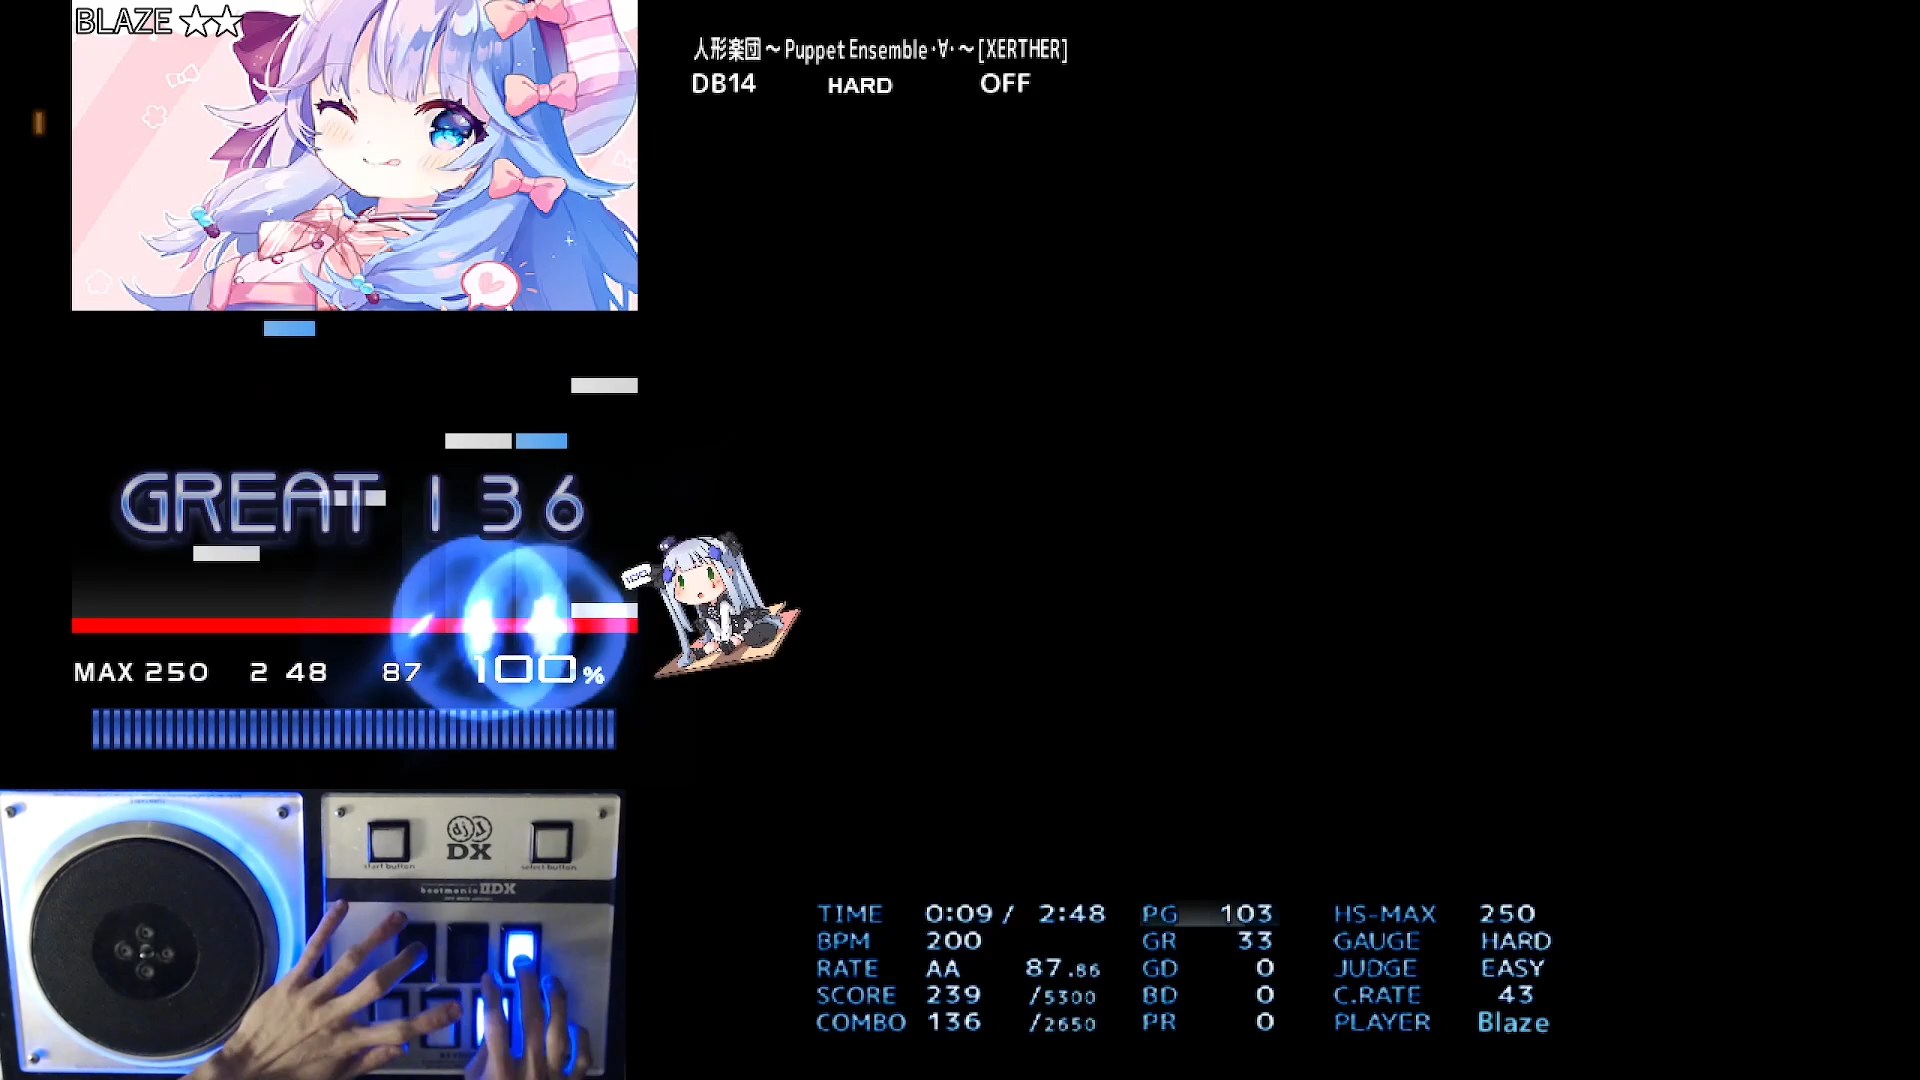 BLAZE ★★
人形楽団～Puppet Ensemble･∀･～[XERTHER]
DB14 HARD OFF
GREAT 136
100
MAX 250 2 48 87 100%
dj DX
start button select button
beatmania IIDX
TIME 0:09 / 2:48 PG 103 HS-MAX 250
BPM 200 GR 33 GAUGE HARD
RATE AA 87.86 GD 0 JUDGE EASY
SCORE 239 /5300 BD 0 C.RATE 43
COMBO 136 /2650 PR 0 PLAYER Blaze